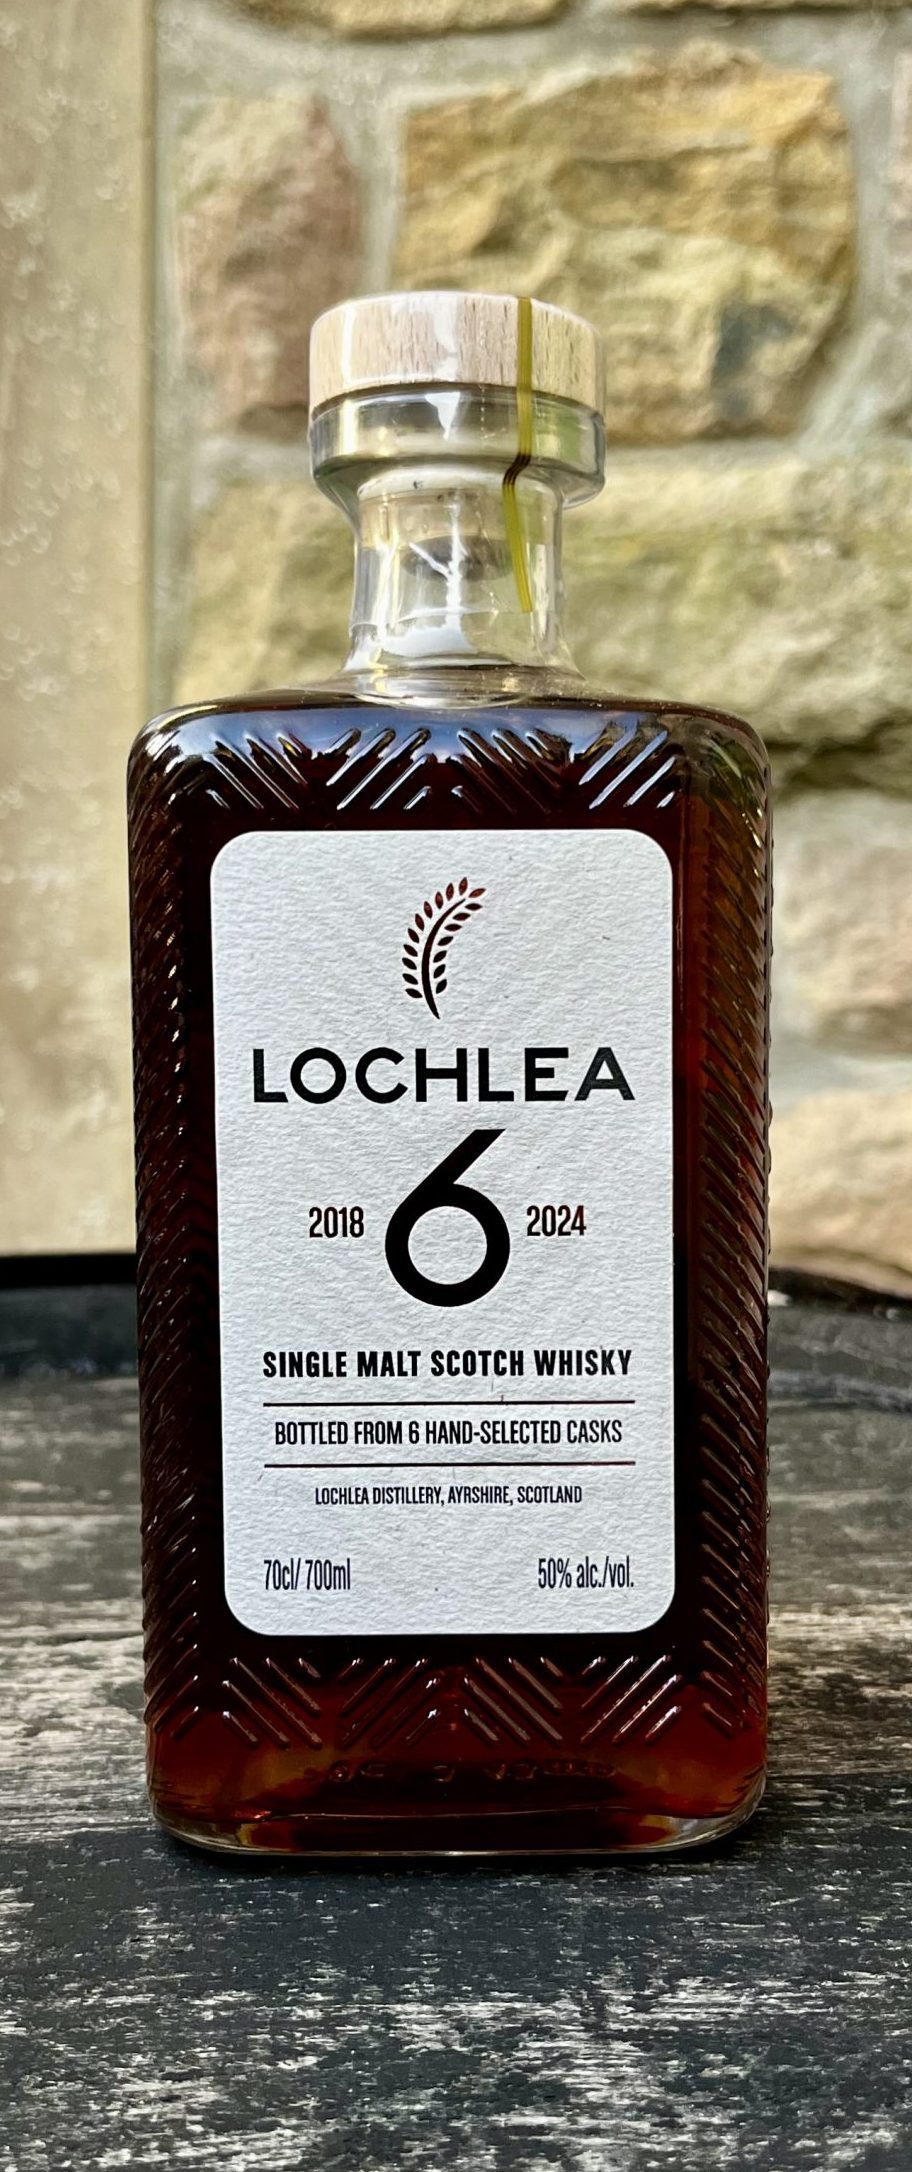 LOCHLEA
2018 6 2024
SINGLE MALT SCOTCH WHISKY
BOTTLED FROM 6 HAND-SELECTED CASKS
LOCHLEA DISTILLERY, AYRSHIRE, SCOTLAND
70cl/ 700ml 50% alc./vol.